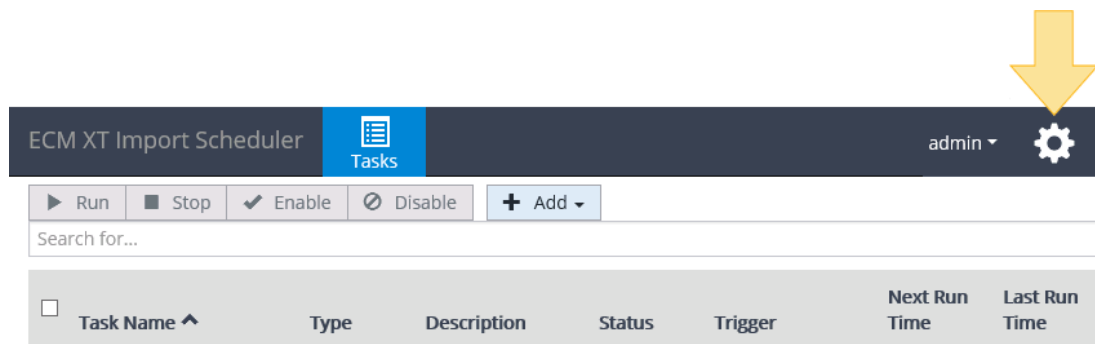 ECM XT Import Scheduler Tasks admin
Run Stop Enable Disable Add
Search for...
Task Name Type Description Status Trigger Next Run Time Last Run Time